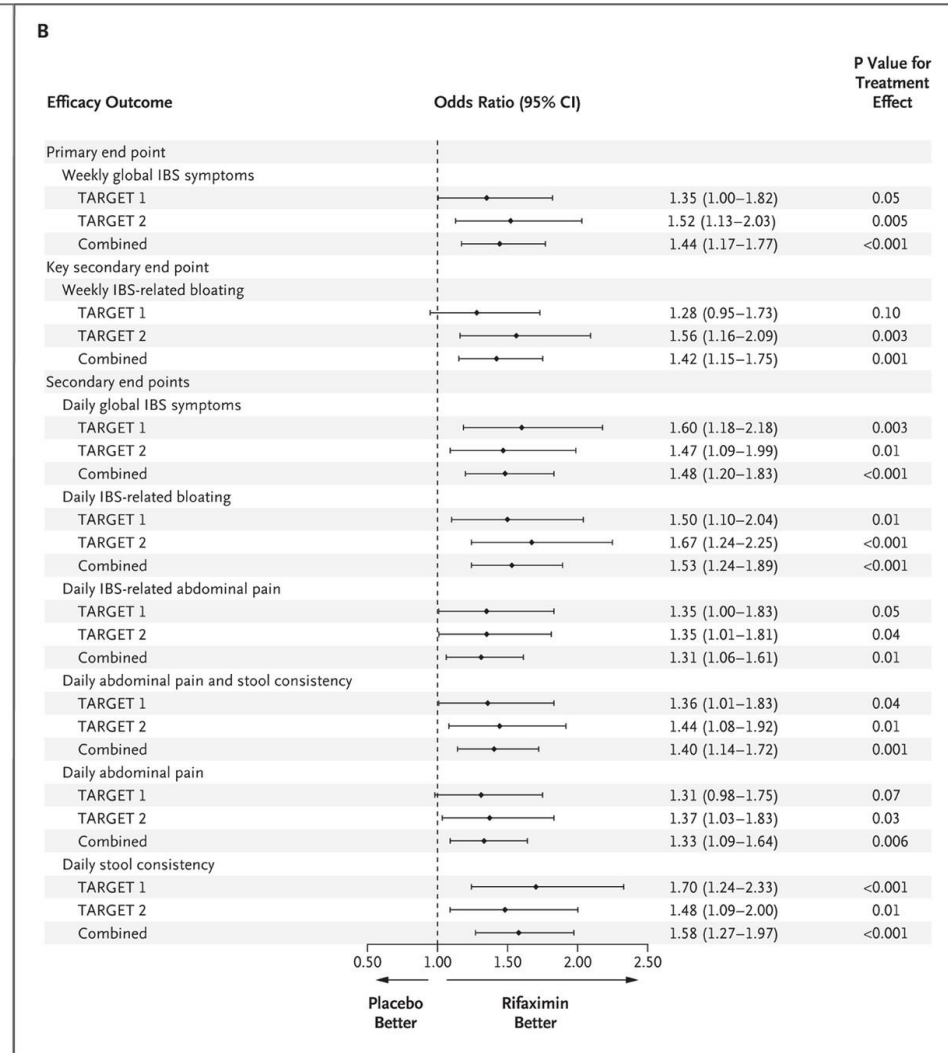 B
P Value for
Treatment
Effect
Efficacy Outcome Odds Ratio (95% CI)
Primary end point
Weekly global IBS symptoms
TARGET 1 1.35 (1.00–1.82) 0.05
TARGET 2 1.52 (1.13–2.03) 0.005
Combined 1.44 (1.17–1.77) <0.001
Key secondary end point
Weekly IBS-related bloating
TARGET 1 1.28 (0.95–1.73) 0.10
TARGET 2 1.56 (1.16–2.09) 0.003
Combined 1.42 (1.15–1.75) 0.001
Secondary end points
Daily global IBS symptoms
TARGET 1 1.60 (1.18–2.18) 0.003
TARGET 2 1.47 (1.09–1.99) 0.01
Combined 1.48 (1.20–1.83) <0.001
Daily IBS-related bloating
TARGET 1 1.50 (1.10–2.04) 0.01
TARGET 2 1.67 (1.24–2.25) <0.001
Combined 1.53 (1.24–1.89) <0.001
Daily IBS-related abdominal pain
TARGET 1 1.35 (1.00–1.83) 0.05
TARGET 2 1.35 (1.01–1.81) 0.04
Combined 1.31 (1.06–1.61) 0.01
Daily abdominal pain and stool consistency
TARGET 1 1.36 (1.01–1.83) 0.04
TARGET 2 1.44 (1.08–1.92) 0.01
Combined 1.40 (1.14–1.72) 0.001
Daily abdominal pain
TARGET 1 1.31 (0.98–1.75) 0.07
TARGET 2 1.37 (1.03–1.83) 0.03
Combined 1.33 (1.09–1.64) 0.006
Daily stool consistency
TARGET 1 1.70 (1.24–2.33) <0.001
TARGET 2 1.48 (1.09–2.00) 0.01
Combined 1.58 (1.27–1.97) <0.001
0.50 1.00 1.50 2.00 2.50
Placebo Rifaximin
Better Better